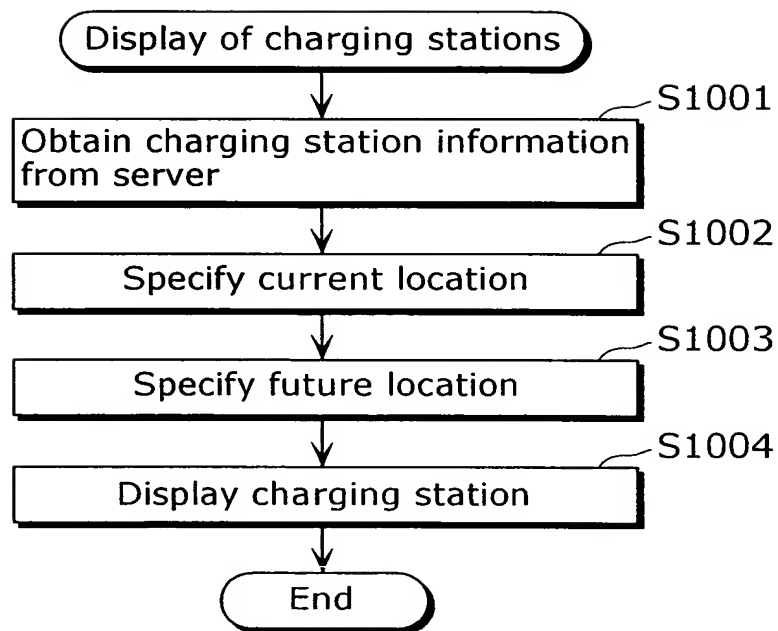 Display of charging stations
S1001
Obtain charging station information
from server
S1002
Specify current location
S1003
Specify future location
S1004
Display charging station
End